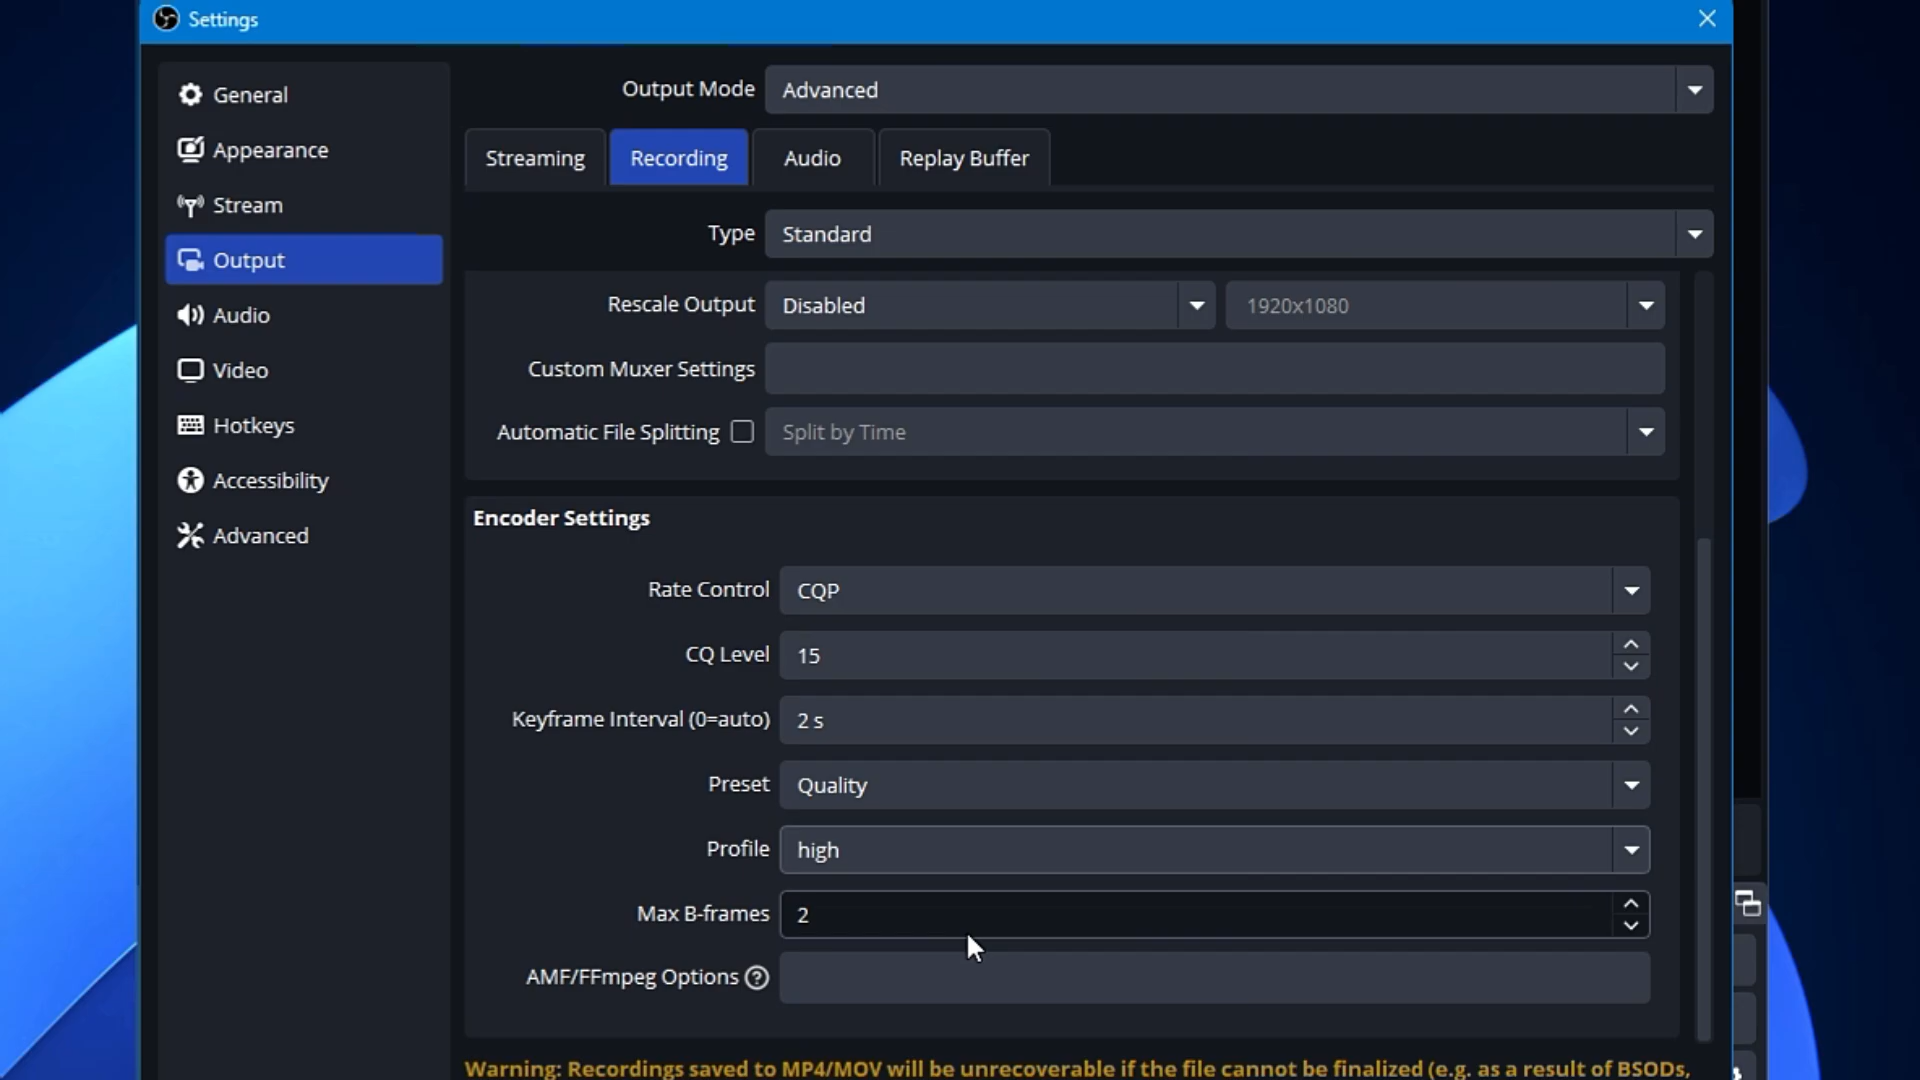 Settings
General
Appearance
Stream
Output
Audio
Video
Hotkeys
Accessibility
Advanced
Output Mode Advanced
Streaming Recording Audio Replay Buffer
Type Standard
Rescale Output Disabled 1920x1080
Custom Muxer Settings
Automatic File Splitting Split by Time
Encoder Settings
Rate Control CQP
CQ Level 15
Keyframe Interval (0=auto) 2 s
Preset Quality
Profile high
Max B-frames 2
AMF/FFmpeg Options ?
Warning: Recordings saved to MP4/MOV will be unrecoverable if the file cannot be finalized (e.g. as a result of BSODs,